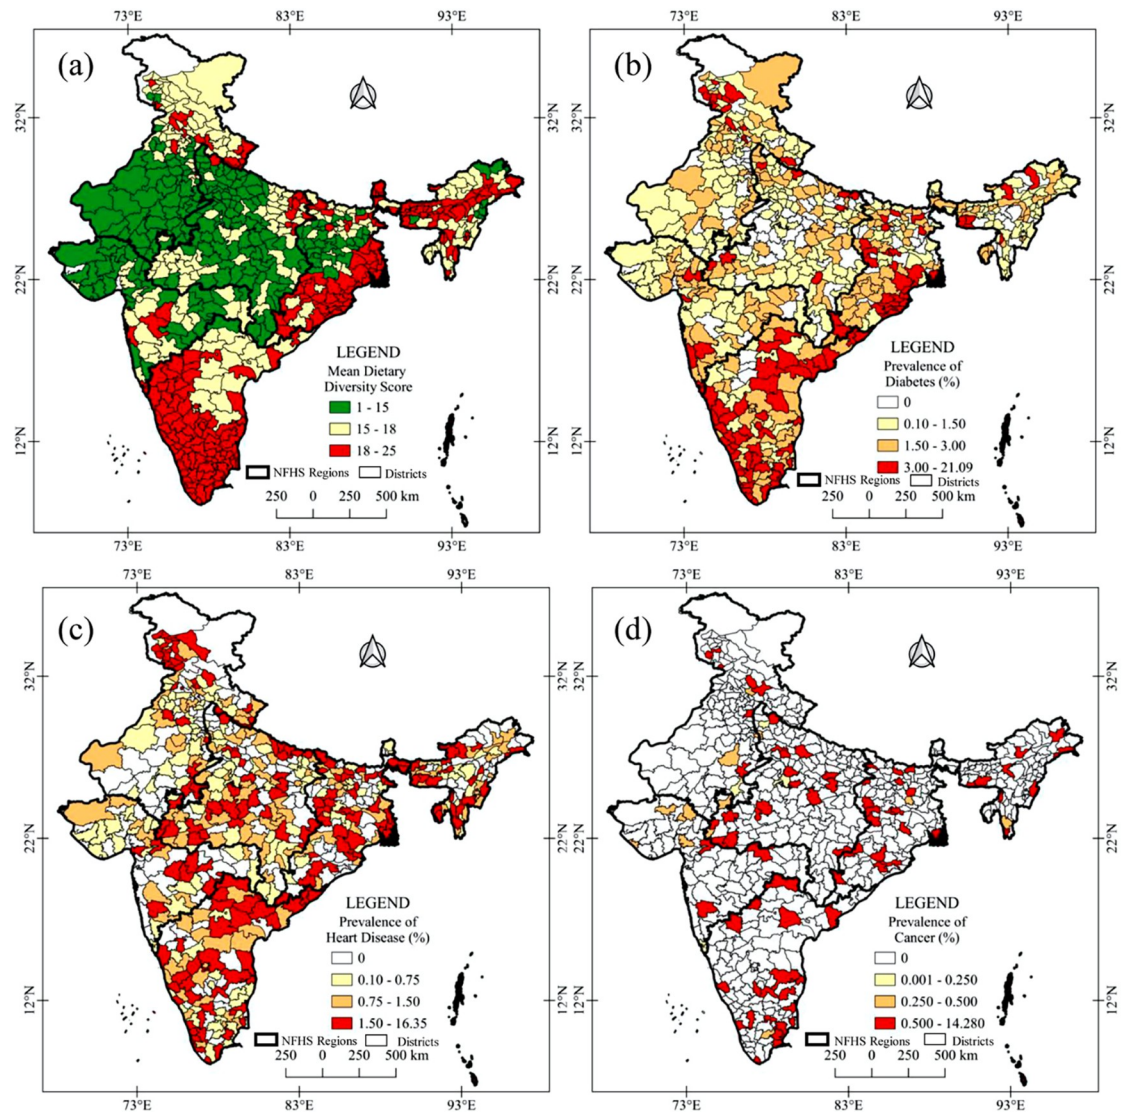 73°E 83°E 93°E
(a)
32°N 32°N
22°N 22°N
12°N 12°N
LEGEND
Mean Dietary
Diversity Score
1 - 15
15 - 18
18 - 25
NFHS Regions Districts
250 0 250 500 km
73°E 83°E 93°E
73°E 83°E 93°E
(b)
32°N
22°N
12°N
LEGEND
Prevalence of
Diabetes (%)
0
0.10 - 1.50
1.50 - 3.00
3.00 - 21.09
NFHS Regions Districts
250 0 250 500 km
73°E 83°E 93°E
73°E 83°E 93°E
(c)
32°N 32°N
22°N 22°N
12°N 12°N
LEGEND
Prevalence of
Heart Disease (%)
0
0.10 - 0.75
0.75 - 1.50
1.50 - 16.35
NFHS Regions Districts
250 0 250 500 km
73°E 83°E 93°E
73°E 83°E 93°E
(d)
32°N
22°N
12°N
LEGEND
Prevalence of
Cancer (%)
0
0.001 - 0.250
0.250 - 0.500
0.500 - 14.280
NFHS Regions Districts
250 0 250 500 km
73°E 83°E 93°E